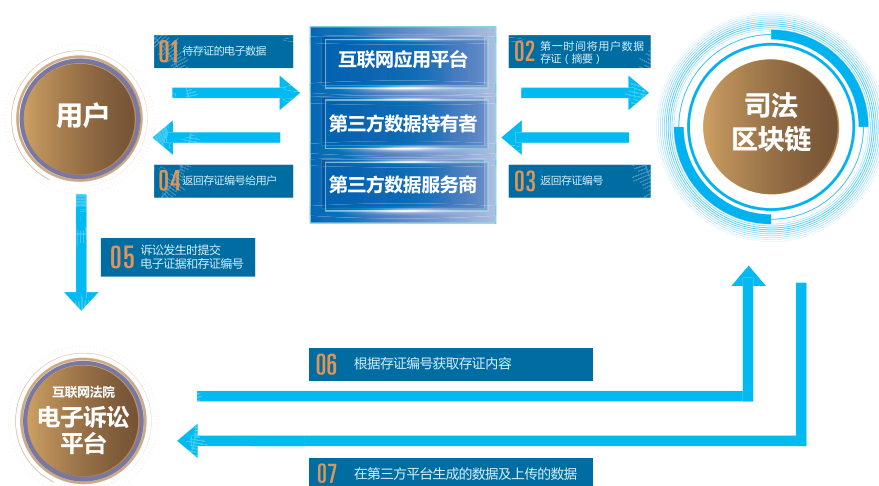 用户
01 待存证的电子数据
互联网应用平台
第三方数据持有者
第三方数据服务商
02 第一时间将用户数据
存证（摘要）
司法
区块链
04 返回存证编号给用户
03 返回存证编号
05 诉讼发生时提交
电子证据和存证编号
互联网法院
电子诉讼
平台
06 根据存证编号获取存证内容
07 在第三方平台生成的数据及上传的数据